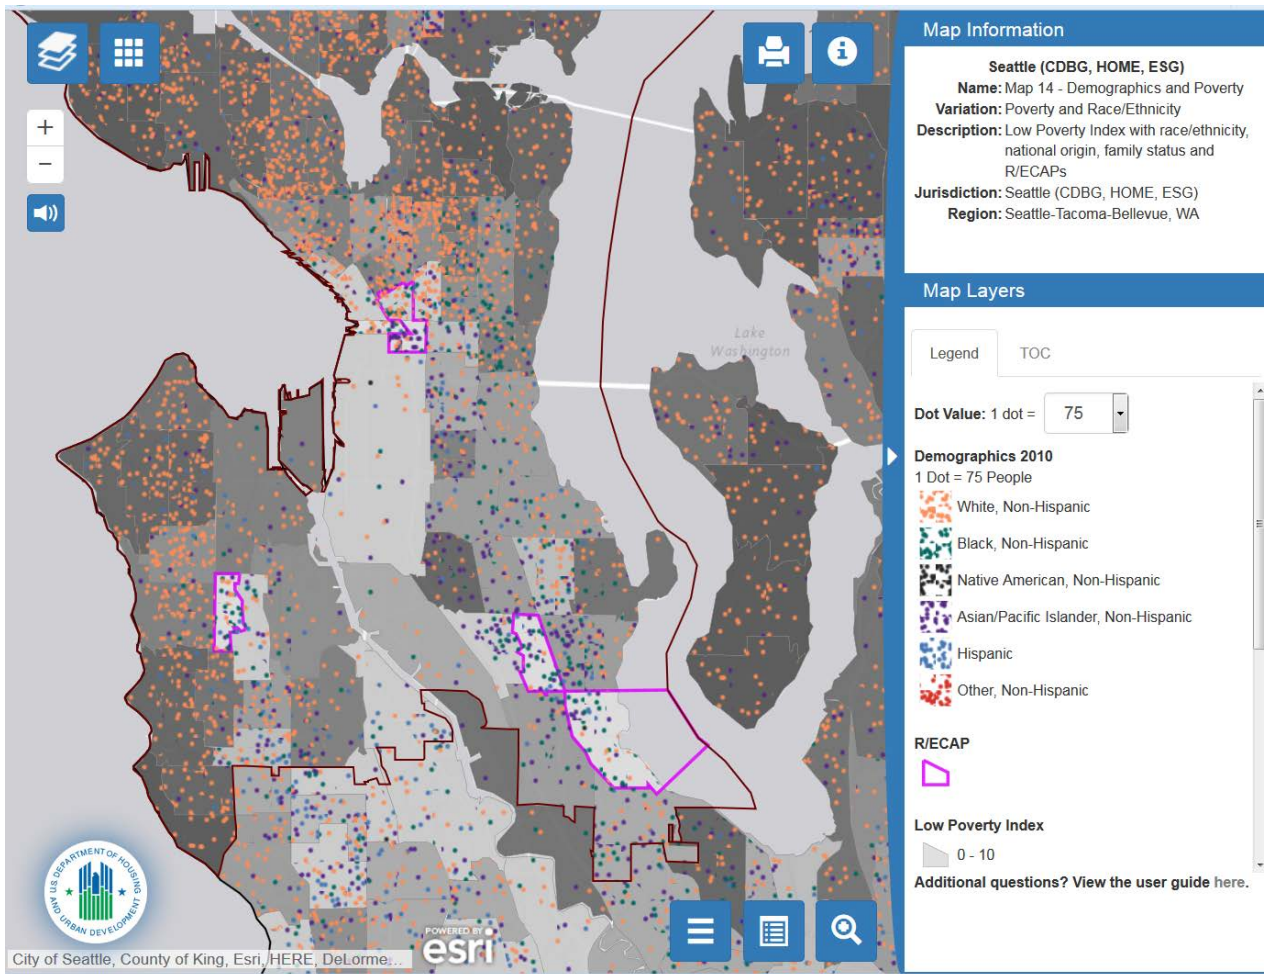 Map Information
Seattle (CDBG, HOME, ESG)
Name: Map 14 - Demographics and Poverty
Variation: Poverty and Race/Ethnicity
Description: Low Poverty Index with race/ethnicity,
national origin, family status and
R/ECAPs
Jurisdiction: Seattle (CDBG, HOME, ESG)
Region: Seattle-Tacoma-Bellevue, WA
Map Layers
Legend TOC
Dot Value: 1 dot = 75
Demographics 2010
1 Dot = 75 People
White, Non-Hispanic
Black, Non-Hispanic
Native American, Non-Hispanic
Asian/Pacific Islander, Non-Hispanic
Hispanic
Other, Non-Hispanic
R/ECAP
Low Poverty Index
0 - 10
Additional questions? View the user guide here.
+
−
Lake
Washington
U.S. DEPARTMENT OF HOUSING
AND URBAN DEVELOPMENT
POWERED BY
esri
City of Seattle, County of King, Esri, HERE, DeLorme...